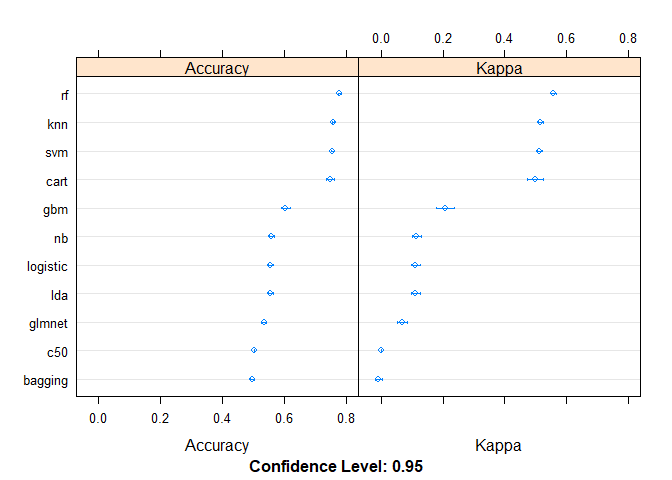 0.0 0.2 0.4 0.6 0.8
Accuracy Kappa
rf
knn
svm
cart
gbm
nb
logistic
lda
glmnet
c50
bagging
0.0 0.2 0.4 0.6 0.8
Accuracy Kappa
Confidence Level: 0.95